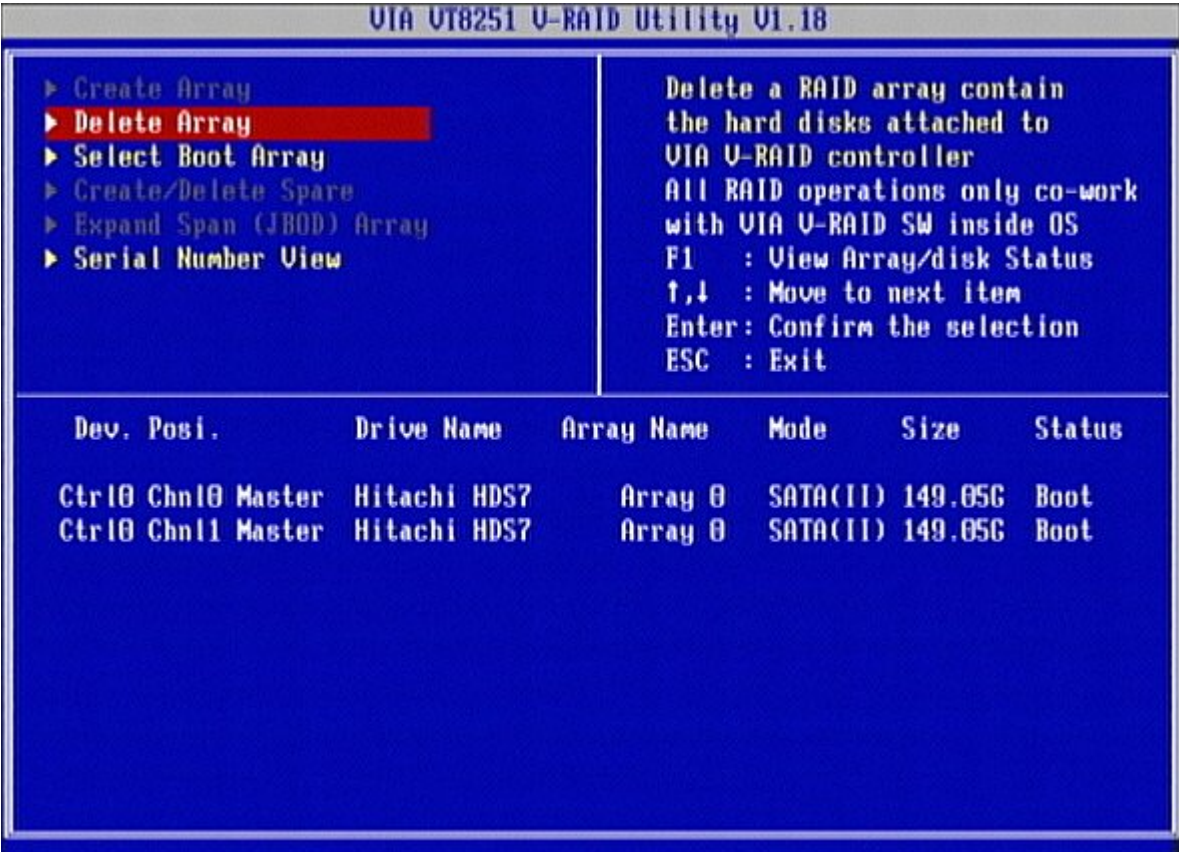 VIA VT8251 V-RAID Utility V1.18
Create Array
Delete Array
Select Boot Array
Create/Delete Spare
Expand Span (JBOD) Array
Serial Number View
Delete a RAID array contain
the hard disks attached to
VIA V-RAID controller
All RAID operations only co-work
with VIA V-RAID SW inside OS
F1 : View Array/disk Status
↑,↓ : Move to next item
Enter: Confirm the selection
ESC : Exit
Dev. Posi. Drive Name Array Name Mode Size Status
Ctrl0 Chnl0 Master Hitachi HDS7 Array 0 SATA(II) 149.05G Boot
Ctrl0 Chnl1 Master Hitachi HDS7 Array 0 SATA(II) 149.05G Boot